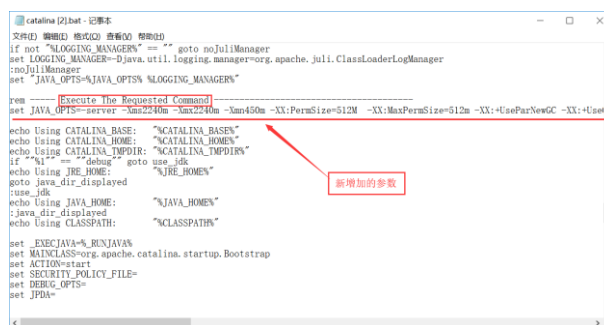 catalina [2].bat - 记事本
文件(F) 编辑(E) 格式(O) 查看(V) 帮助(H)
if not "%LOGGING_MANAGER%" == "" goto noJuliManager
set LOGGING_MANAGER=-Djava.util.logging.manager=org.apache.juli.ClassLoaderLogManager
:noJuliManager
set "JAVA_OPTS=%JAVA_OPTS% %LOGGING_MANAGER%"
rem ----- Execute The Requested Command ---------------------------------------
set JAVA_OPTS=-server -Xms2240m -Xmx2240m -Xmn450m -XX:PermSize=512M -XX:MaxPermSize=512m -XX:+UseParNewGC -XX:+Use
echo Using CATALINA_BASE: "%CATALINA_BASE%"
echo Using CATALINA_HOME: "%CATALINA_HOME%"
echo Using CATALINA_TMPDIR: "%CATALINA_TMPDIR%"
if ""%1"" == ""debug"" goto use_jdk
echo Using JRE_HOME: "%JRE_HOME%"
goto java_dir_displayed
:use_jdk
echo Using JAVA_HOME: "%JAVA_HOME%"
:java_dir_displayed
echo Using CLASSPATH: "%CLASSPATH%"
新增加的参数
set _EXECJAVA=%_RUNJAVA%
set MAINCLASS=org.apache.catalina.startup.Bootstrap
set ACTION=start
set SECURITY_POLICY_FILE=
set DEBUG_OPTS=
set JPDA=